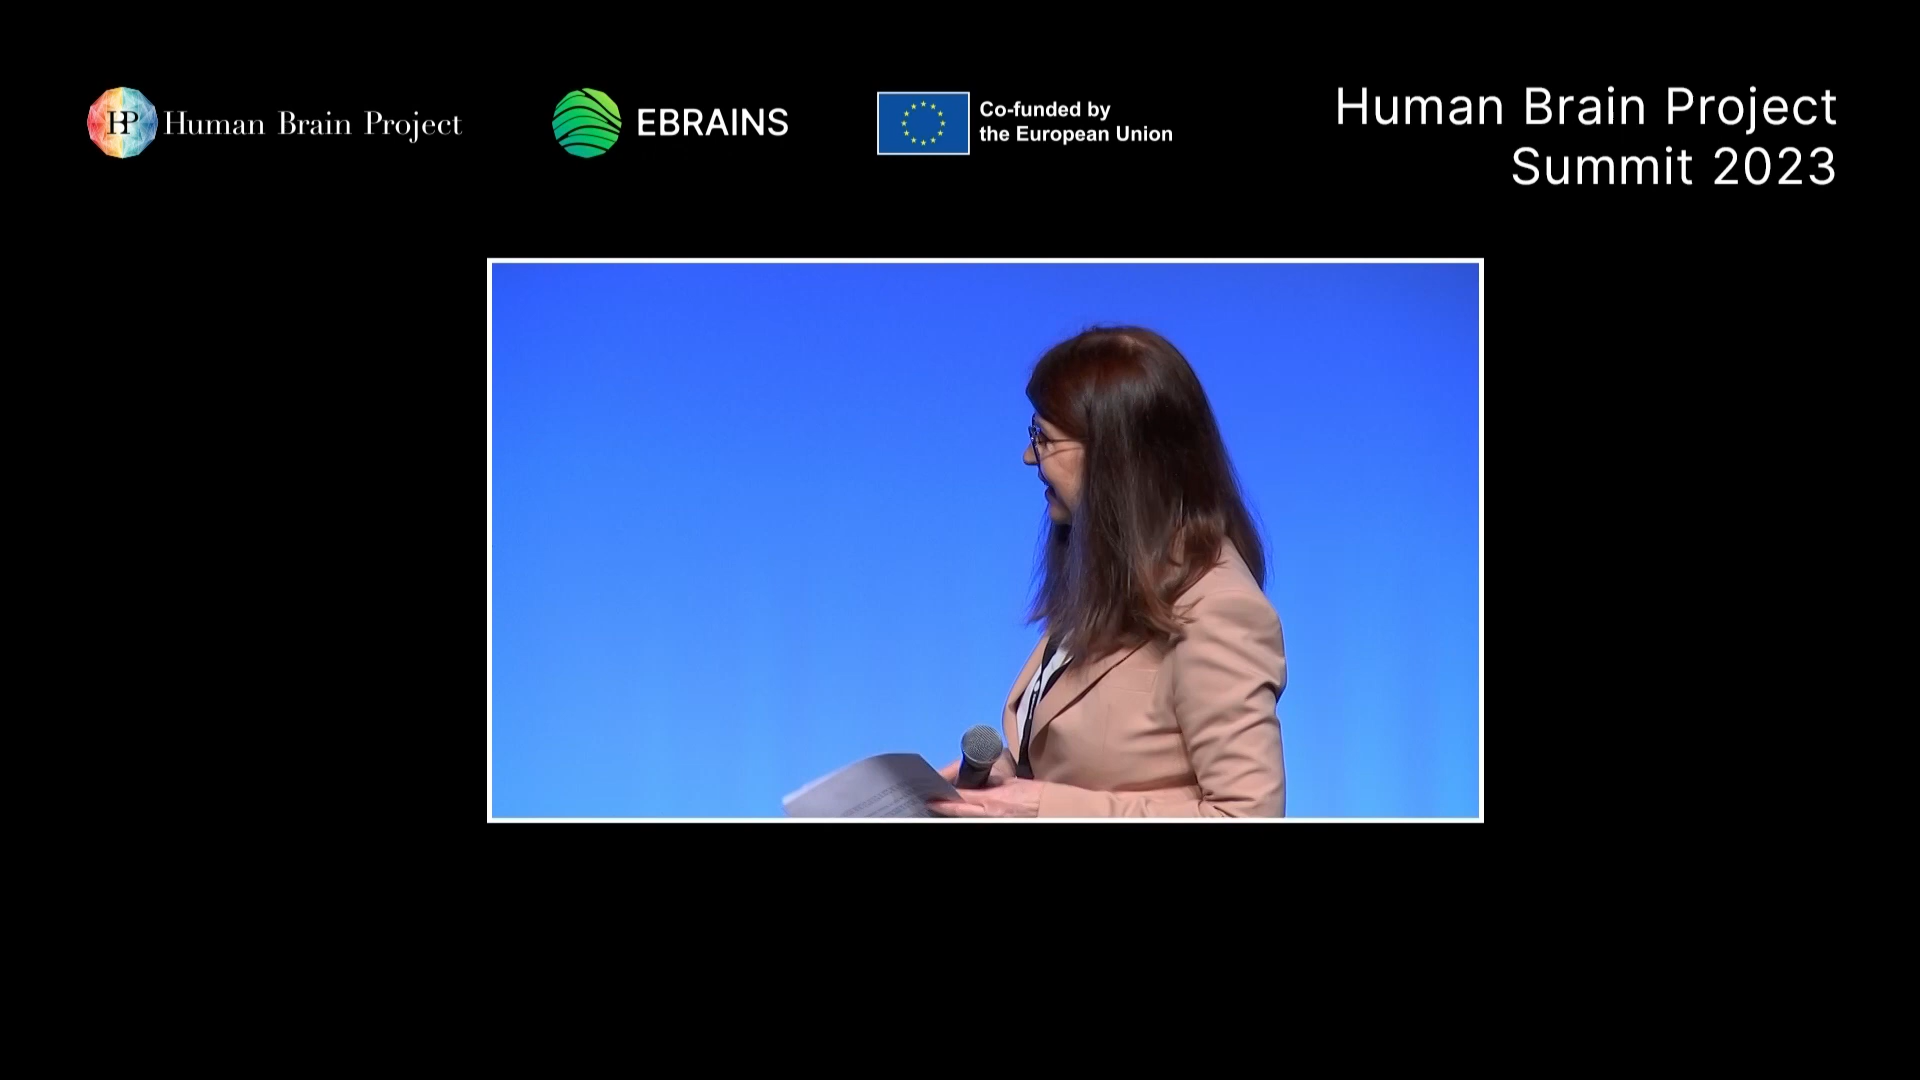 HP Human Brain Project
EBRAINS
Co-funded by
the European Union
Human Brain Project
Summit 2023